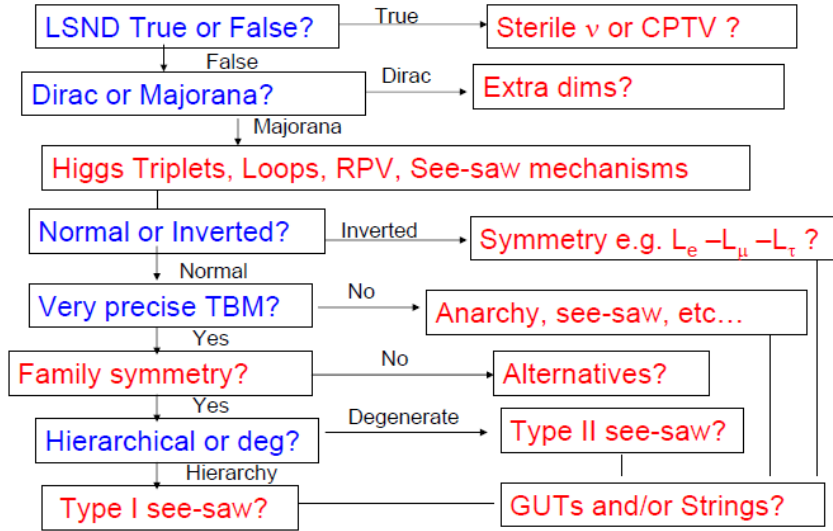 LSND True or False?
True
Sterile ν or CPTV ?
False
Dirac or Majorana?
Dirac
Extra dims?
Majorana
Higgs Triplets, Loops, RPV, See-saw mechanisms
Normal or Inverted?
Inverted
Symmetry e.g. Lₑ –L_μ –L_τ ?
Normal
Very precise TBM?
No
Anarchy, see-saw, etc…
Yes
Family symmetry?
No
Alternatives?
Yes
Hierarchical or deg?
Degenerate
Type II see-saw?
Hierarchy
Type I see-saw?
GUTs and/or Strings?